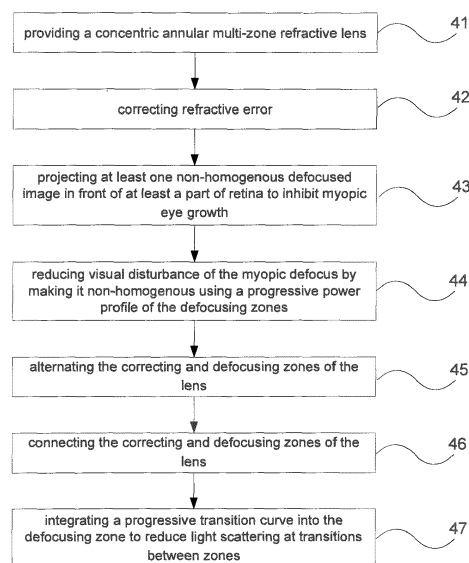 providing a concentric annular multi-zone refractive lens
41
correcting refractive error
42
projecting at least one non-homogenous defocused
image in front of at least a part of retina to inhibit myopic
eye growth
43
reducing visual disturbance of the myopic defocus by
making it non-homogenous using a progressive power
profile of the defocusing zones
44
alternating the correcting and defocusing zones of the
lens
45
connecting the correcting and defocusing zones of the
lens
46
integrating a progressive transition curve into the
defocusing zone to reduce light scattering at transitions
between zones
47